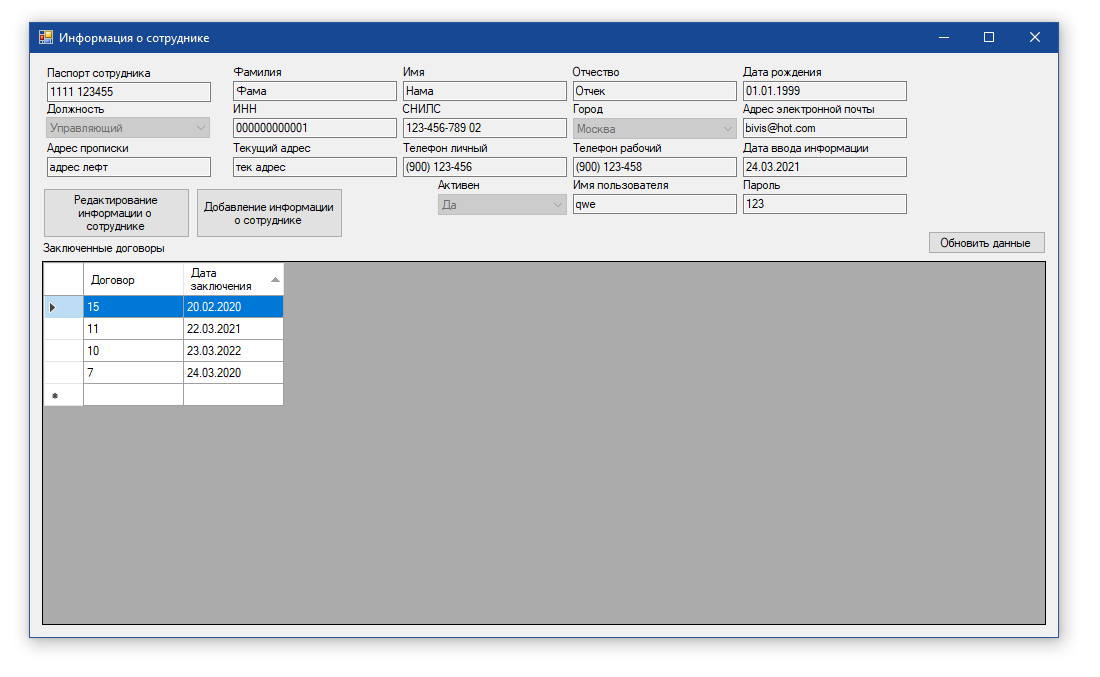 Информация о сотруднике
Паспорт сотрудника Фамилия Имя Отчество Дата рождения
1111 123455 Фама Нама Отчек 01.01.1999
Должность ИНН СНИЛС Город Адрес электронной почты
Управляющий 000000000001 123-456-789 02 Москва bivis@hot.com
Адрес прописки Текущий адрес Телефон личный Телефон рабочий Дата ввода информации
адрес лефт тек адрес (900) 123-456 (900) 123-458 24.03.2021
Активен Имя пользователя Пароль
Да qwe 123
Редактирование
информации о
сотруднике
Добавление информации
о сотруднике
Обновить данные
Заключенные договоры
Договор
Дата
заключения
15 20.02.2020
11 22.03.2021
10 23.03.2022
7 24.03.2020